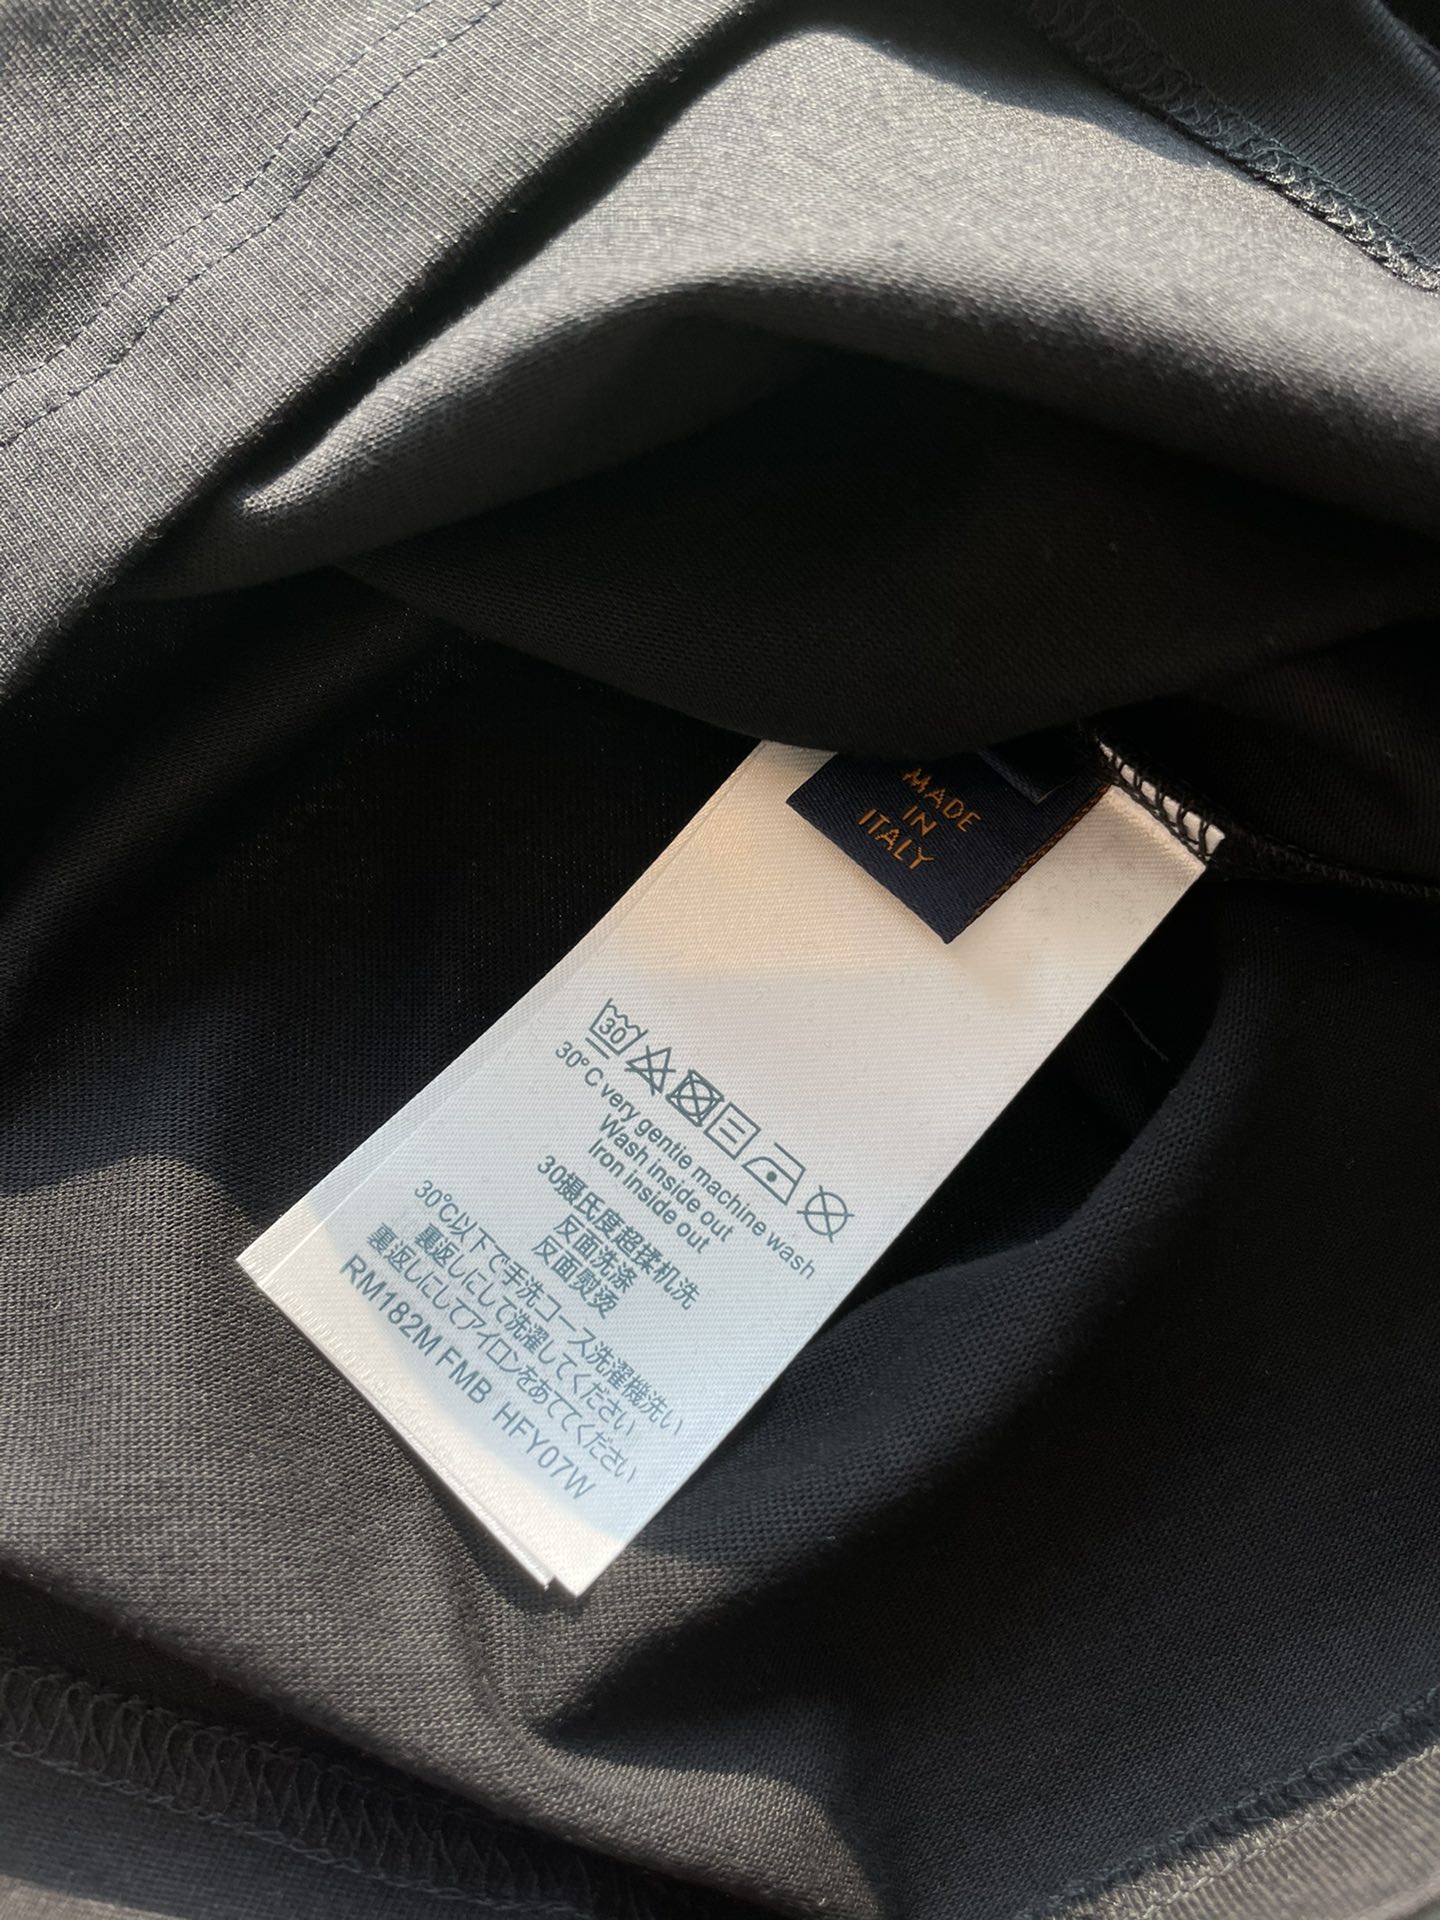 MADE
IN
ITALY
30
30°C very gentie machine wash
Wash inside out
Iron inside out
30摄氏度超揉机洗
反面洗涤
反面熨烫
30℃以下で手洗コース洗濯機洗い
裏返しにして洗濯してください
裏返しにしてアイロンをあててください
RM182M FMB HFY07W